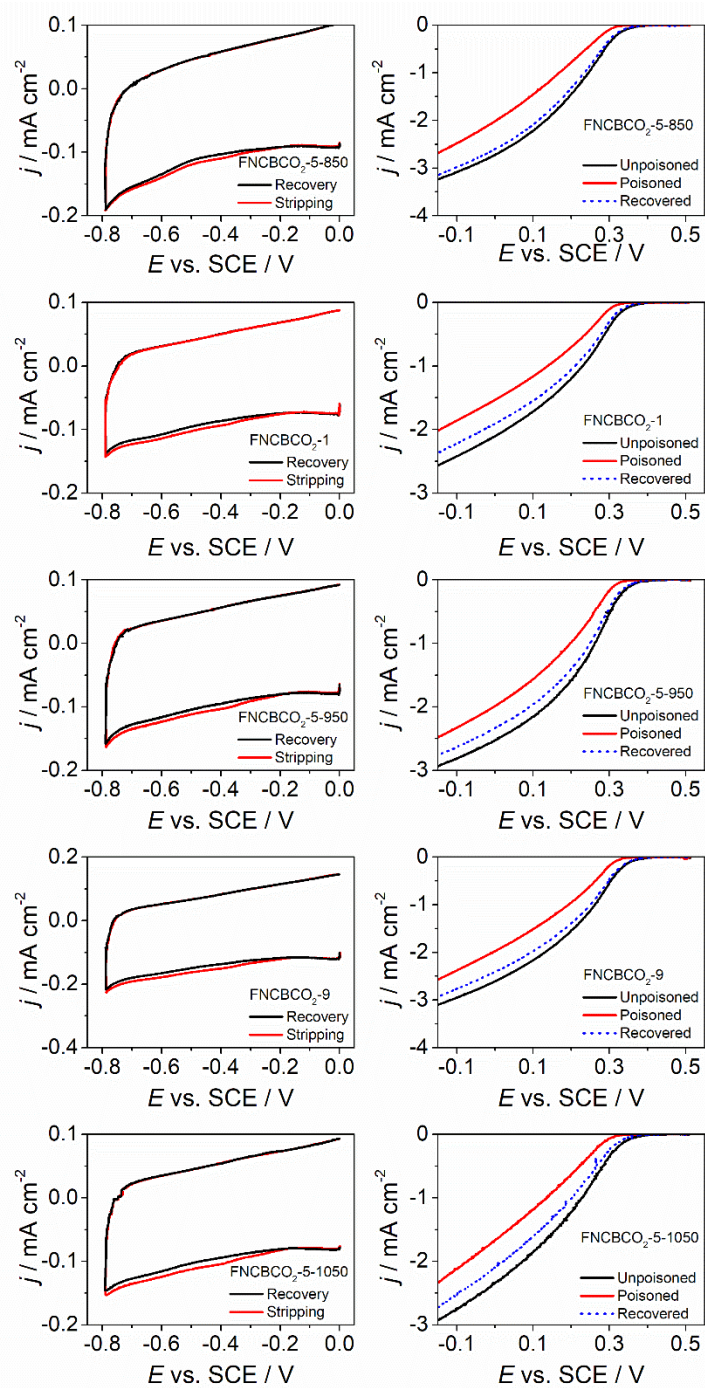 0.1
0.0
-0.1
-0.2
j / mA cm⁻²
FNCBCO₂-5-850
Recovery
Stripping
-0.8 -0.6 -0.4 -0.2 0.0
E vs. SCE / V
0
-1
-2
-3
-4
j / mA cm⁻²
FNCBCO₂-5-850
Unpoisoned
Poisoned
Recovered
-0.1 0.1 0.3 0.5
E vs. SCE / V
0.1
0.0
-0.1
-0.2
j / mA cm⁻²
FNCBCO₂-1
Recovery
Stripping
-0.8 -0.6 -0.4 -0.2 0.0
E vs. SCE / V
0
-1
-2
-3
j / mA cm⁻²
FNCBCO₂-1
Unpoisoned
Poisoned
Recovered
-0.1 0.1 0.3 0.5
E vs. SCE / V
0.1
0.0
-0.1
-0.2
j / mA cm⁻²
FNCBCO₂-5-950
Recovery
Stripping
-0.8 -0.6 -0.4 -0.2 0.0
E vs. SCE / V
0
-1
-2
-3
j / mA cm⁻²
FNCBCO₂-5-950
Unpoisoned
Poisoned
Recovered
-0.1 0.1 0.3 0.5
E vs. SCE / V
0.2
0.0
-0.2
-0.4
j / mA cm⁻²
FNCBCO₂-9
Recovery
Stripping
-0.8 -0.6 -0.4 -0.2 0.0
E vs. SCE / V
0
-1
-2
-3
-4
j / mA cm⁻²
FNCBCO₂-9
Unpoisoned
Poisoned
Recovered
-0.1 0.1 0.3 0.5
E vs. SCE / V
0.1
0.0
-0.1
-0.2
j / mA cm⁻²
FNCBCO₂-5-1050
Recovery
Stripping
-0.8 -0.6 -0.4 -0.2 0.0
E vs. SCE / V
0
-1
-2
-3
j / mA cm⁻²
FNCBCO₂-5-1050
Unpoisoned
Poisoned
Recovered
-0.1 0.1 0.3 0.5
E vs. SCE / V